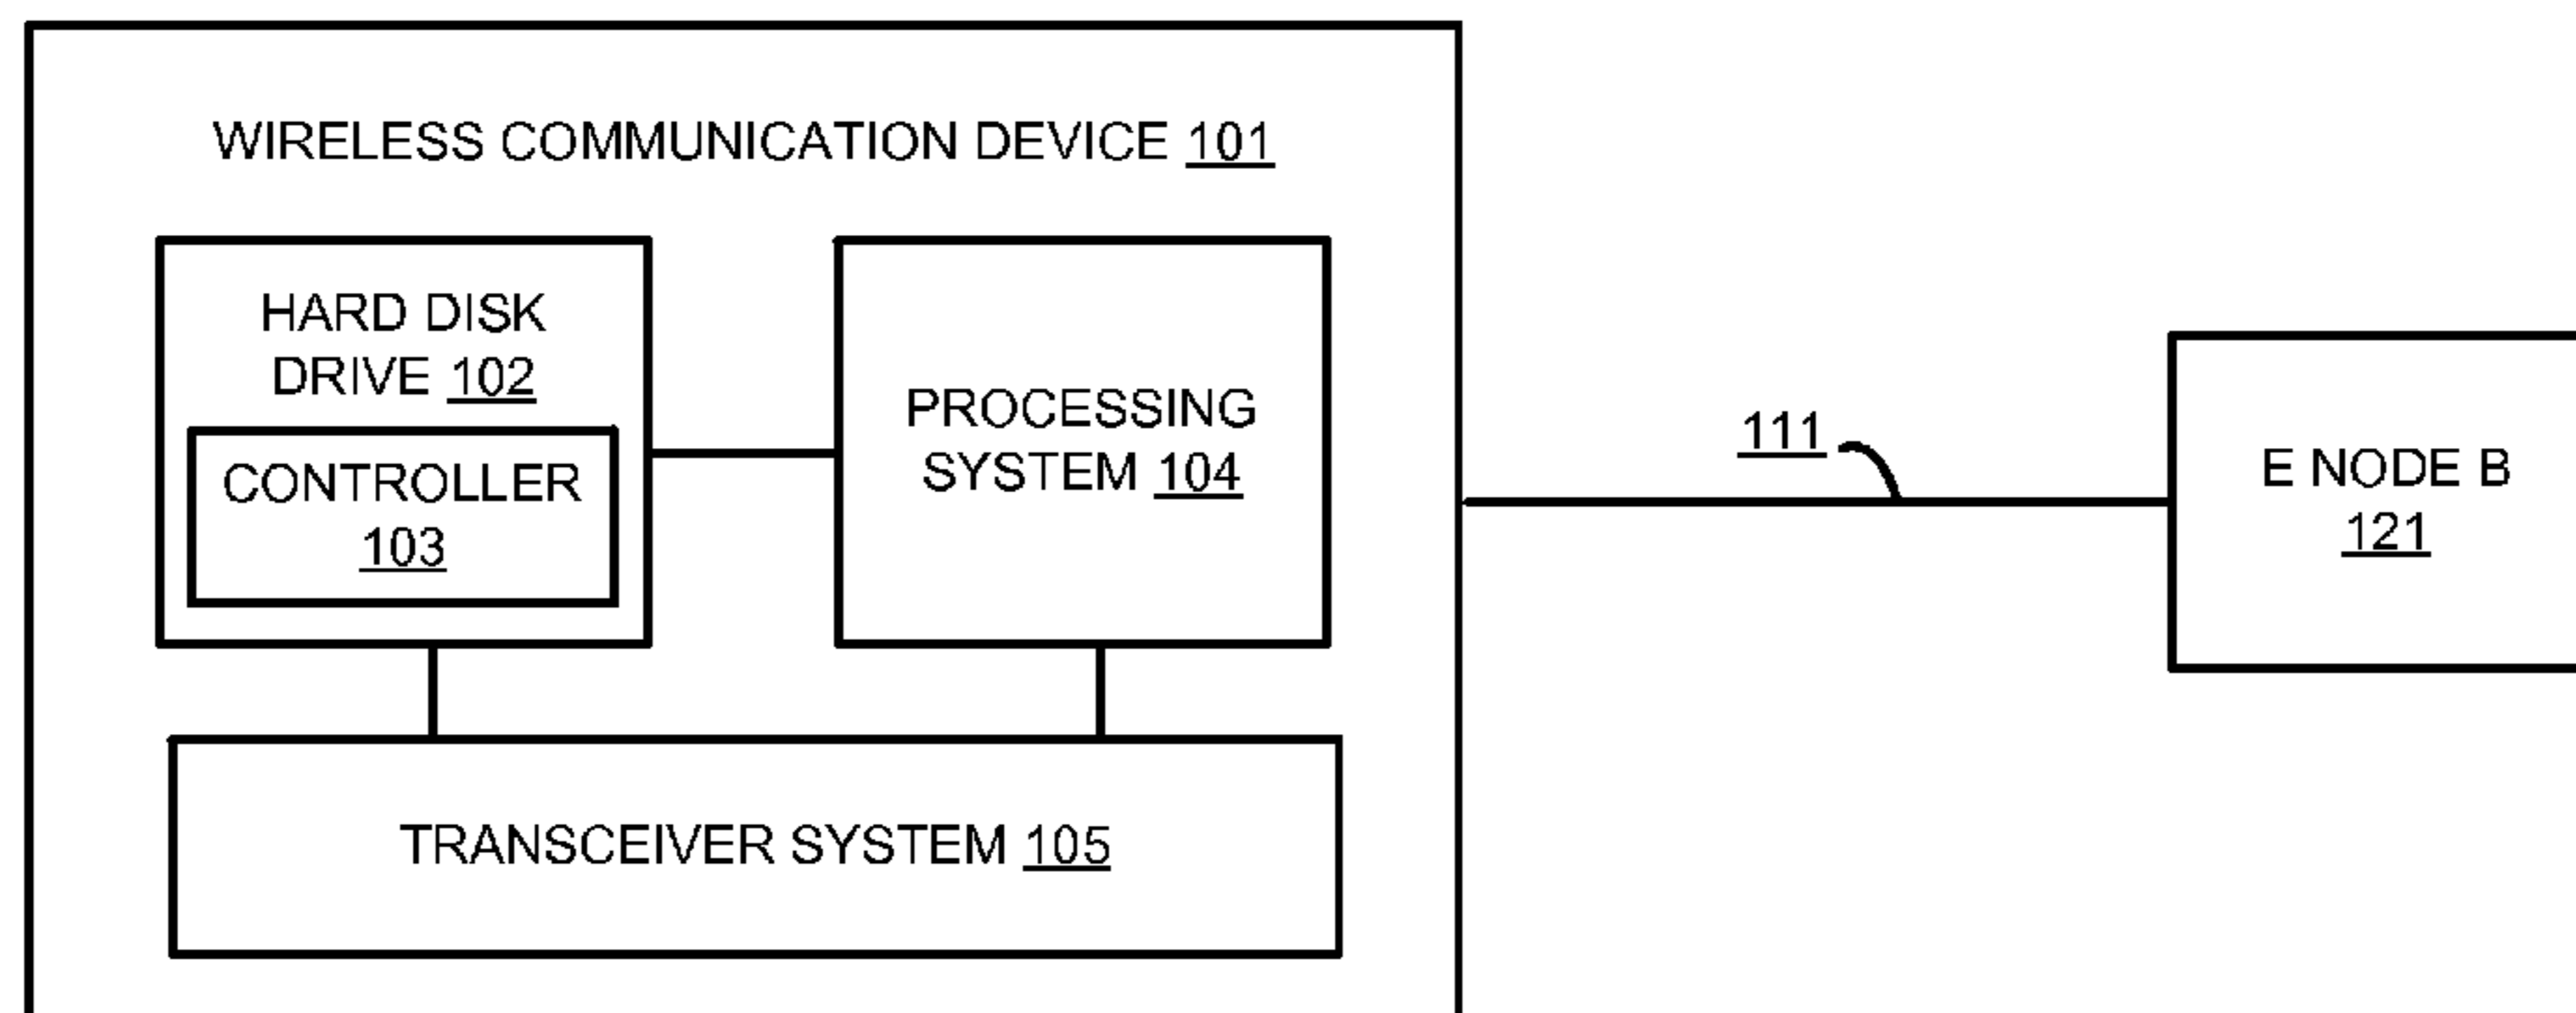 WIRELESS COMMUNICATION DEVICE 101
HARD DISK
DRIVE 102
CONTROLLER
103
PROCESSING
SYSTEM 104
TRANSCEIVER SYSTEM 105
111
E NODE B
121